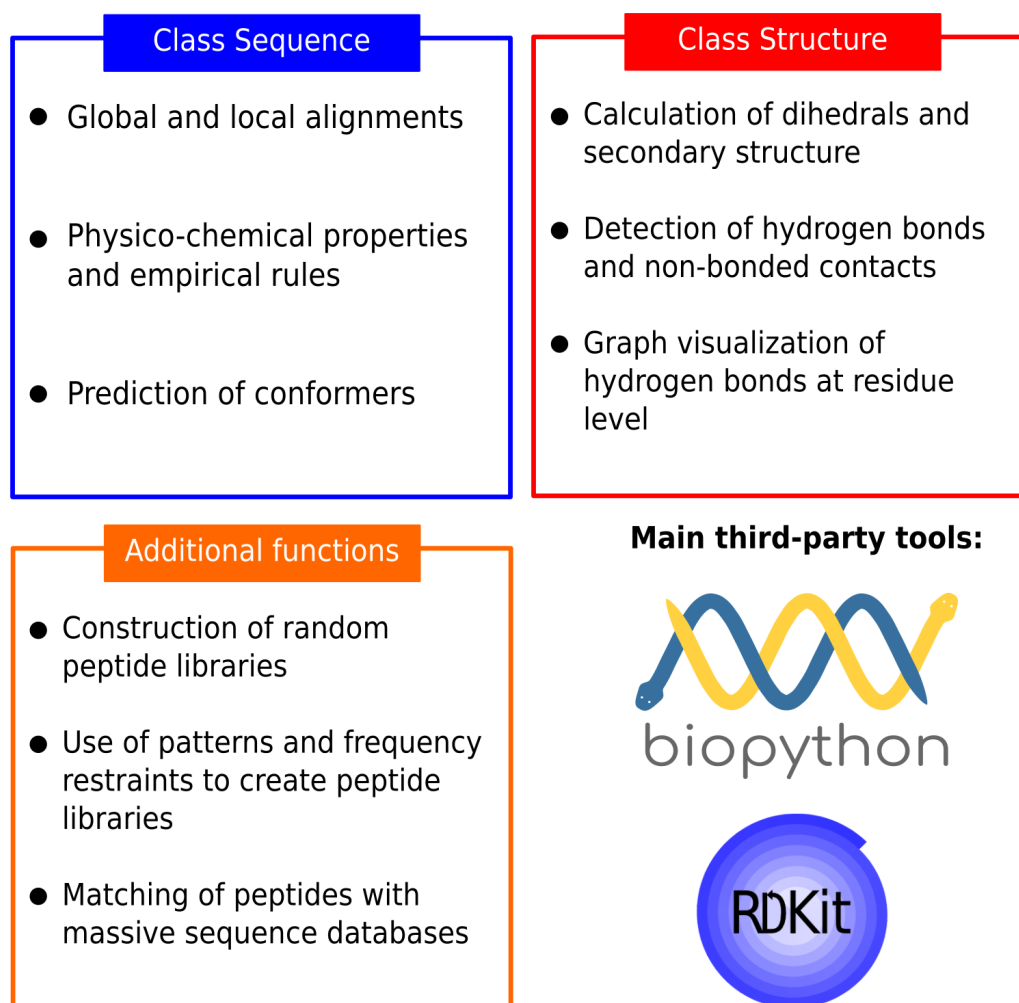 Class Sequence
Global and local alignments
Physico-chemical properties
and empirical rules
Prediction of conformers
Class Structure
Calculation of dihedrals and
secondary structure
Detection of hydrogen bonds
and non-bonded contacts
Graph visualization of
hydrogen bonds at residue
level
Additional functions
Construction of random
peptide libraries
Use of patterns and frequency
restraints to create peptide
libraries
Matching of peptides with
massive sequence databases
Main third-party tools:
biopython
RDKit